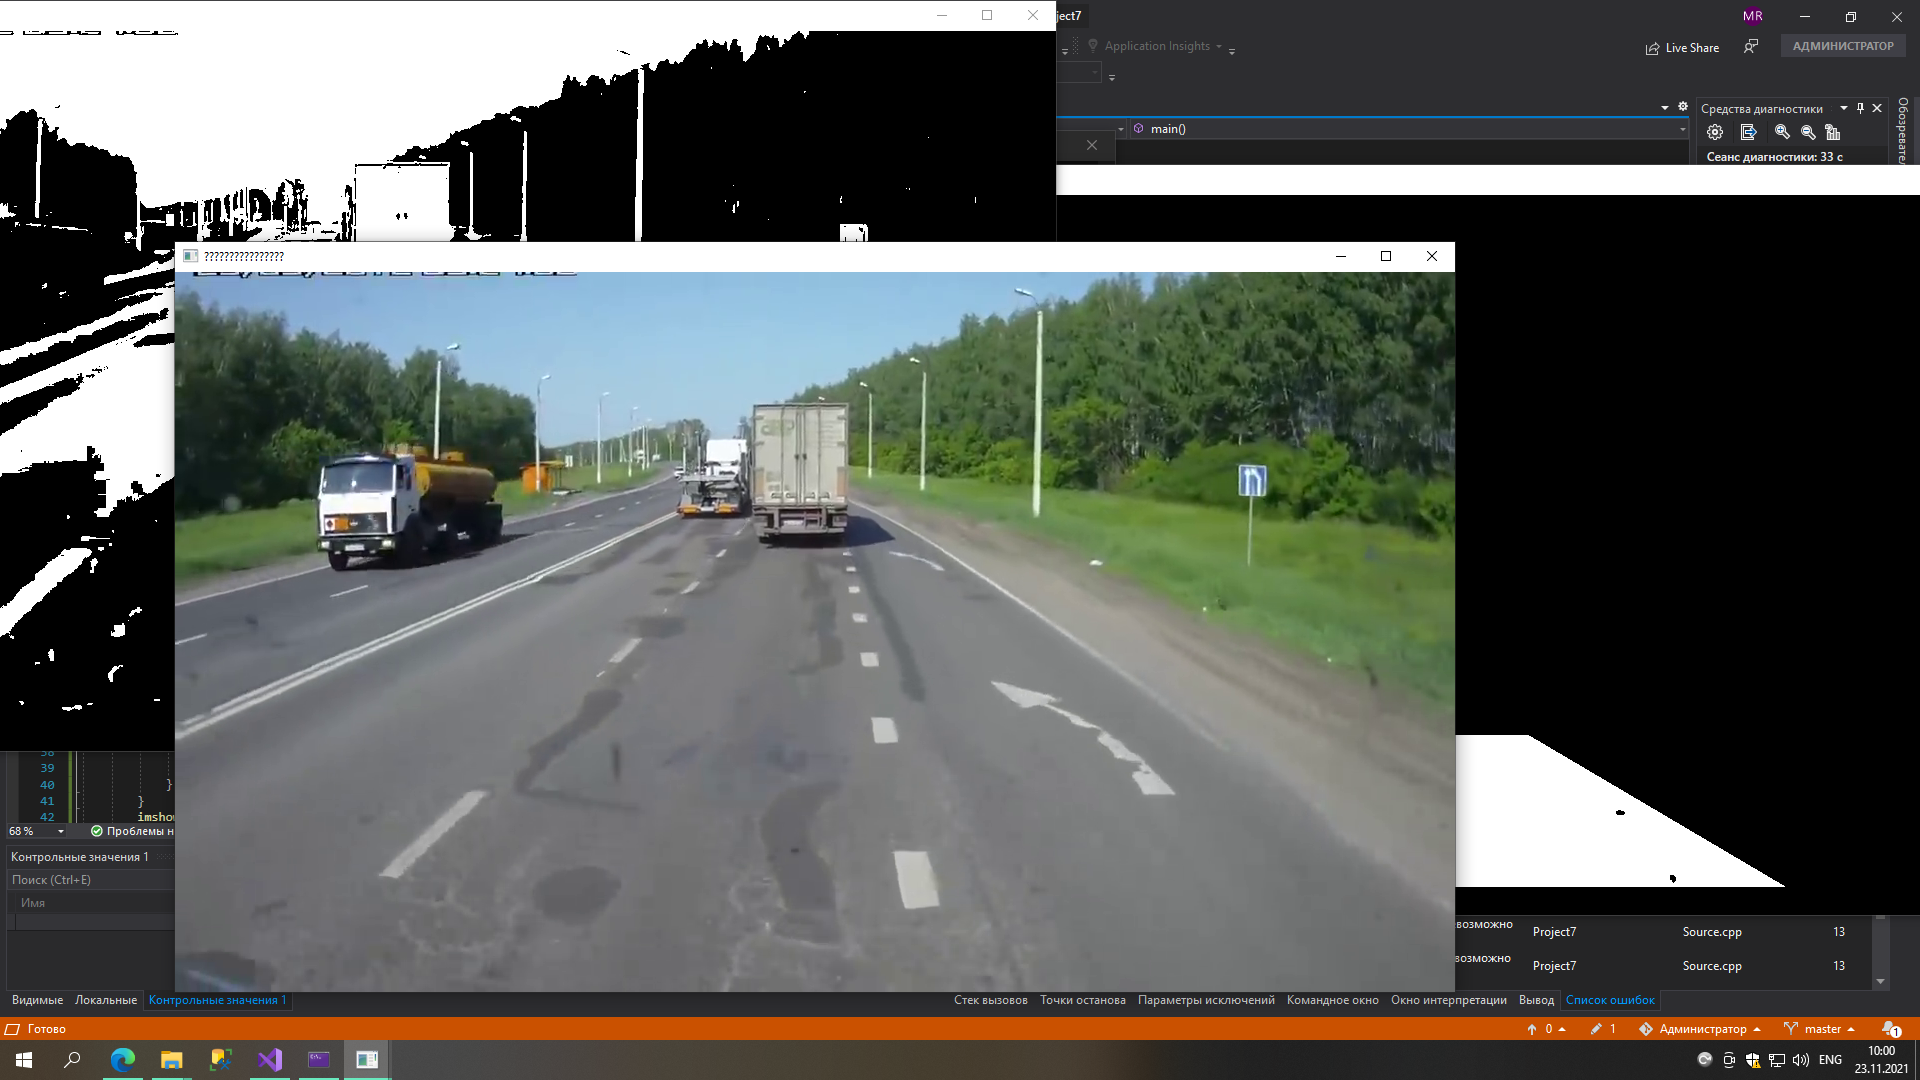 ject7
MR
Application Insights
Live Share
АДМИНИСТРАТОР
Средства диагностики
main()
Сеанс диагностики: 33 с
????????????????
38
39
40 }
41 }
42 imshow
68 %
Проблемы н
Контрольные значения 1
Поиск (Ctrl+E)
Имя
возможно Project7 Source.cpp 13
возможно Project7 Source.cpp 13
Видимые Локальные Контрольные значения 1
Стек вызовов Точки останова Параметры исключений Командное окно Окно интерпретации Вывод Список ошибок
Готово
0 1 Администратор master 1
ENG
10:00
23.11.2021